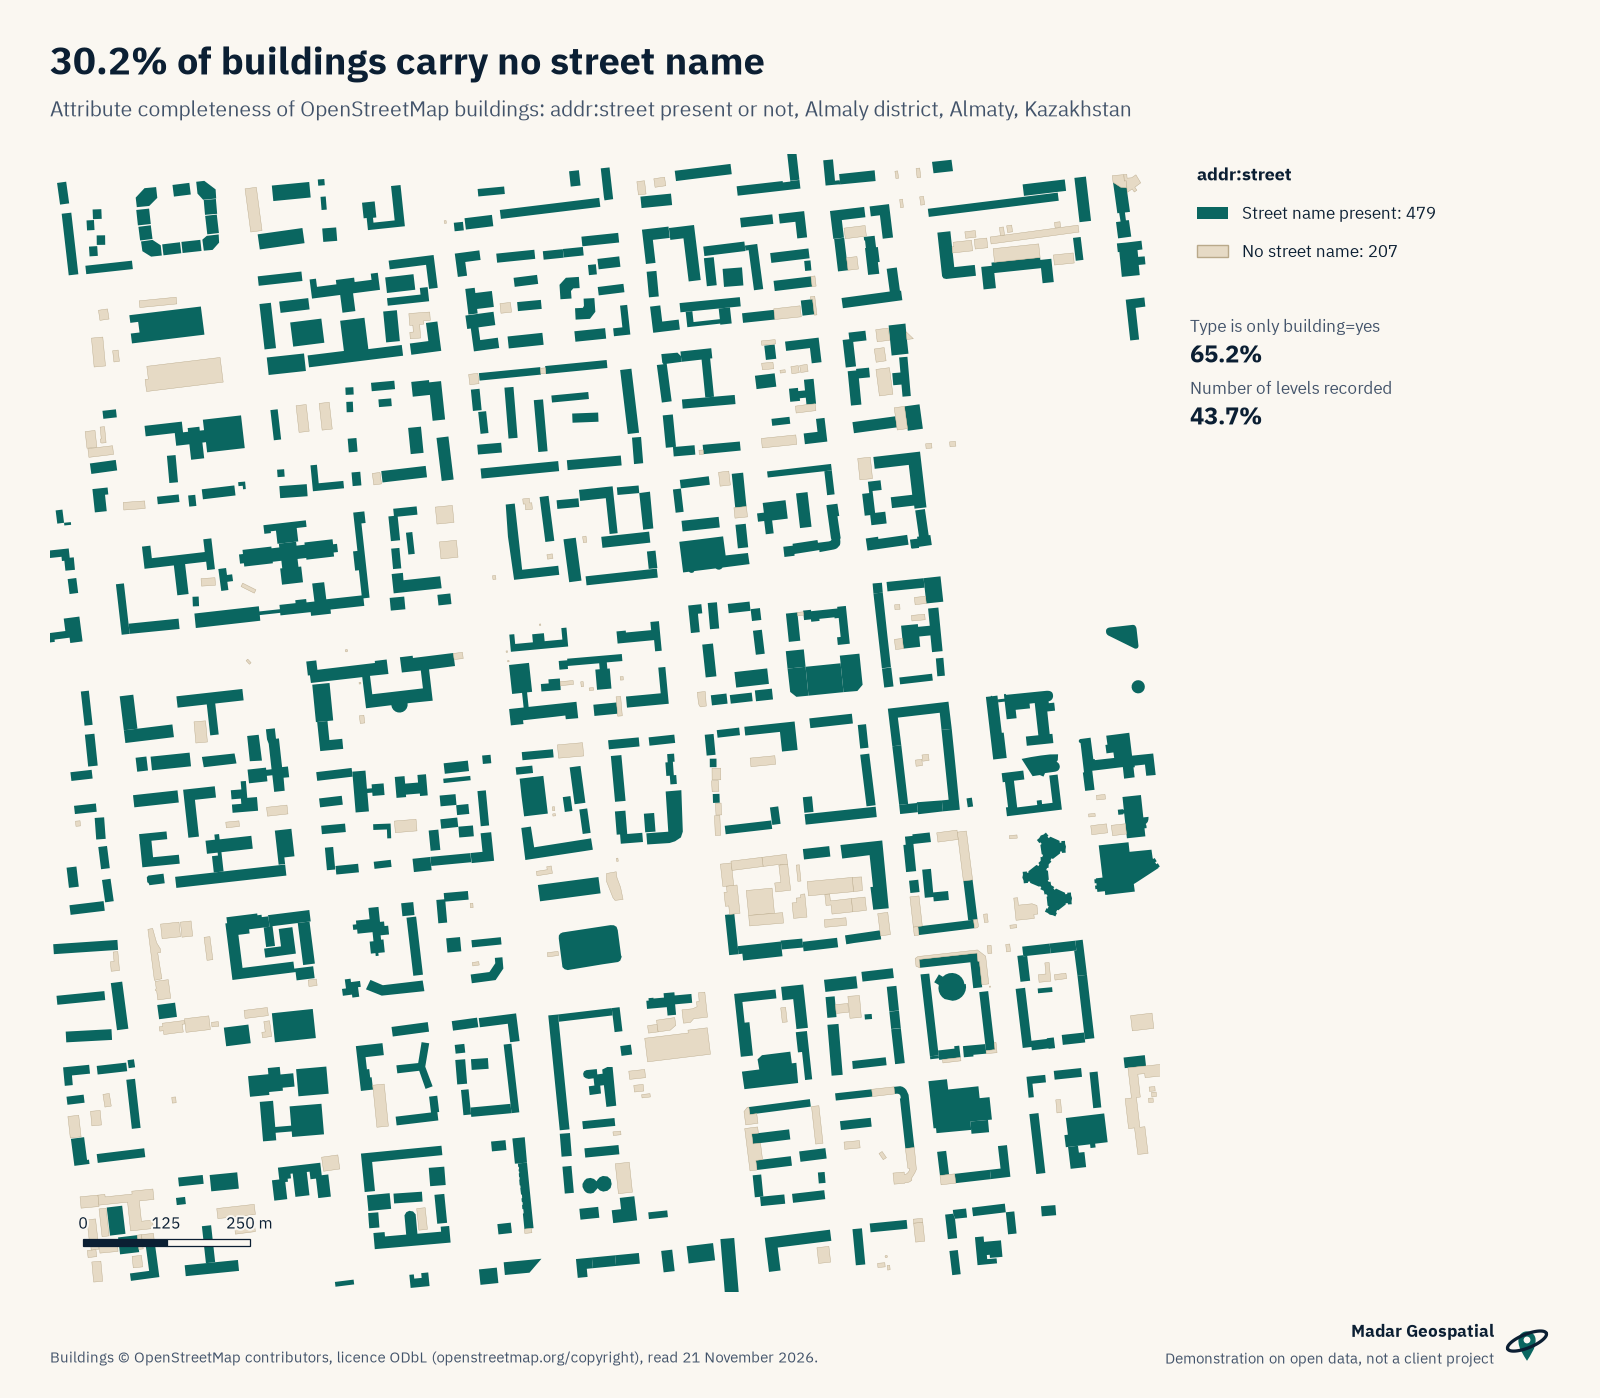 30.2% of buildings carry no street name
Attribute completeness of OpenStreetMap buildings: addr:street present or not, Almaly district, Almaty, Kazakhstan
addr:street
Street name present: 479
No street name: 207
Type is only building=yes
65.2%
Number of levels recorded
43.7%
0 125 250 m
Madar Geospatial
Buildings © OpenStreetMap contributors, licence ODbL (openstreetmap.org/copyright), read 21 November 2026.
Demonstration on open data, not a client project